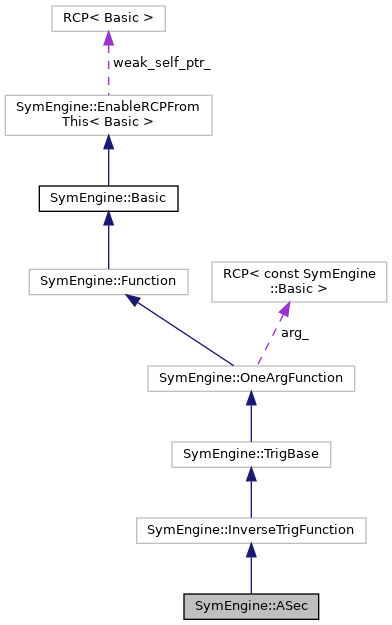 RCP< Basic >
weak_self_ptr_
SymEngine::EnableRCPFrom
This< Basic >
SymEngine::Basic
SymEngine::Function
RCP< const SymEngine
::Basic >
arg_
SymEngine::OneArgFunction
SymEngine::TrigBase
SymEngine::InverseTrigFunction
SymEngine::ASec